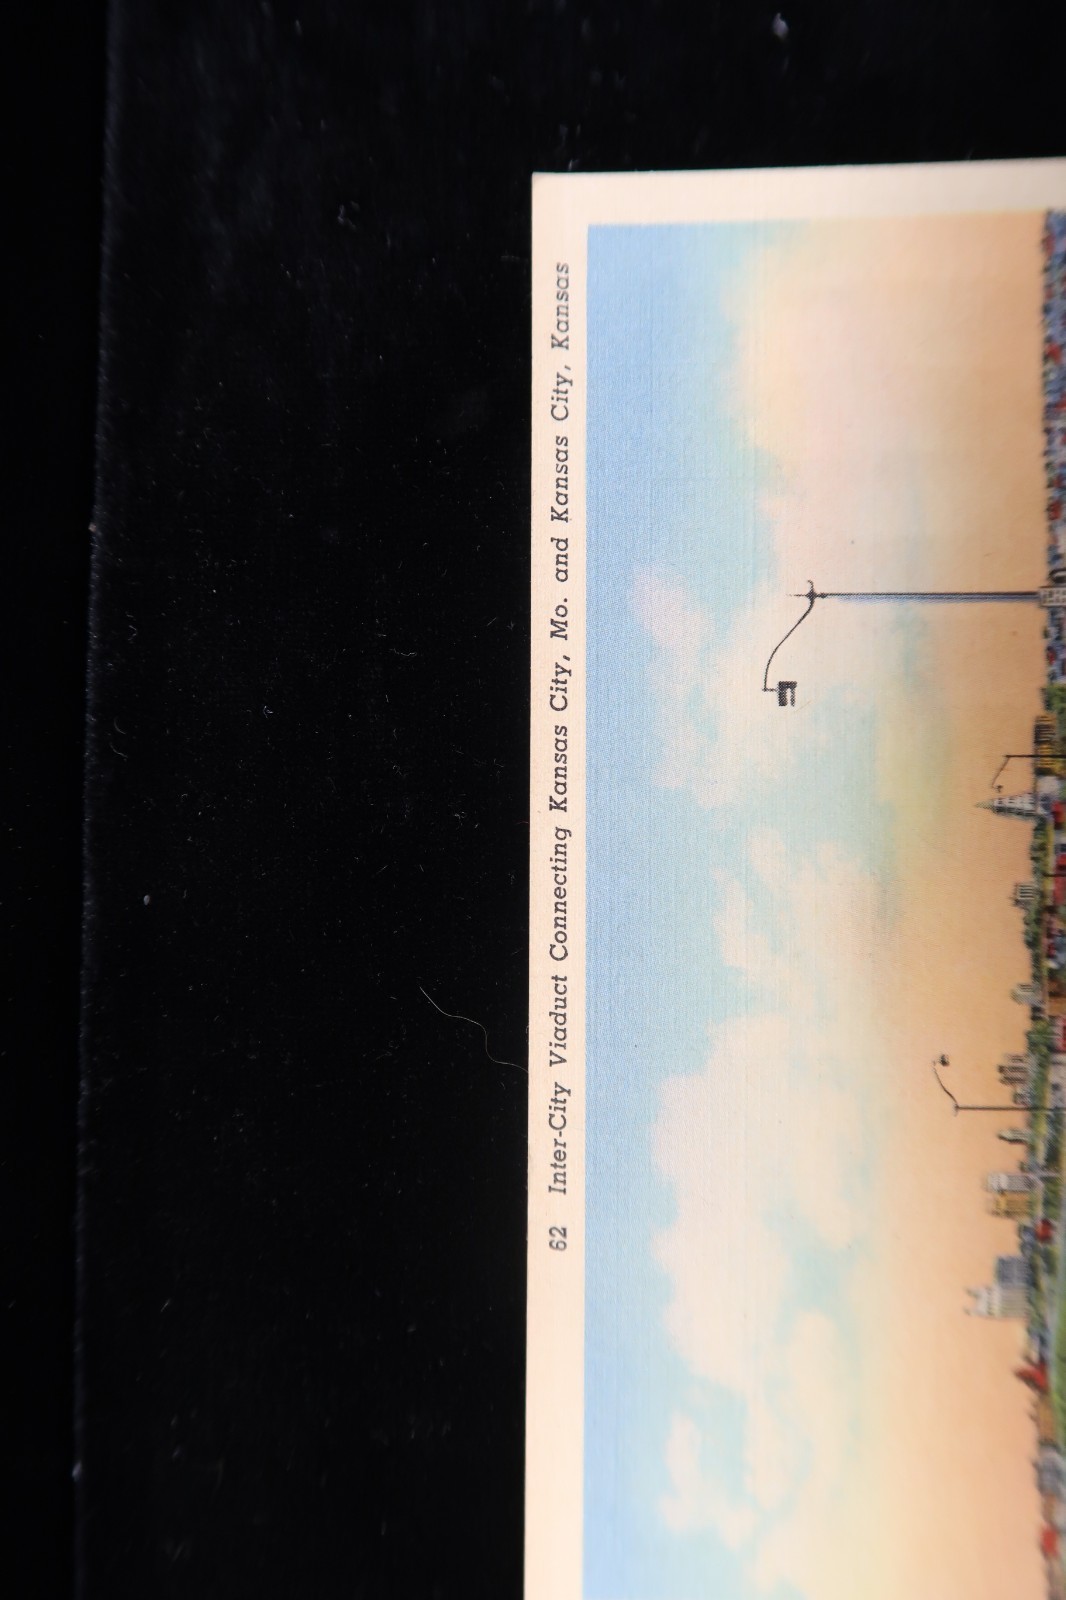 62 Inter-City Viaduct Connecting Kansas City, Mo. and Kansas City, Kansas